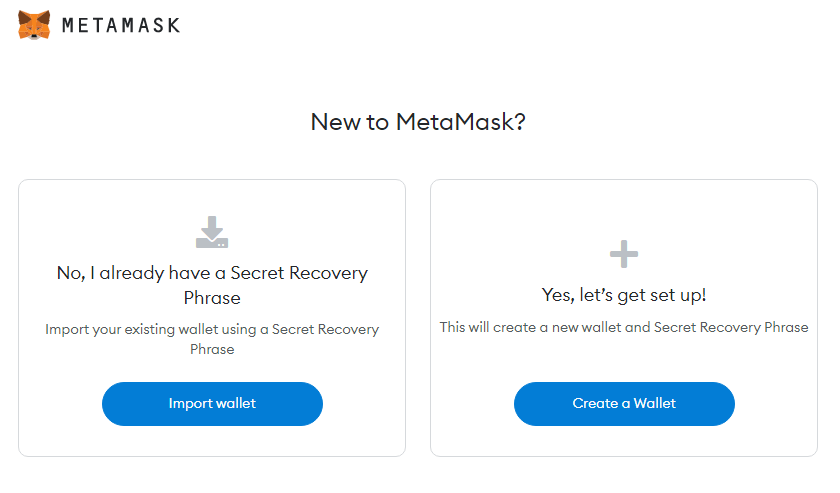 METAMASK
New to MetaMask?
No, I already have a Secret Recovery
Phrase
Import your existing wallet using a Secret Recovery
Phrase
Import wallet
Yes, let’s get set up!
This will create a new wallet and Secret Recovery Phrase
Create a Wallet